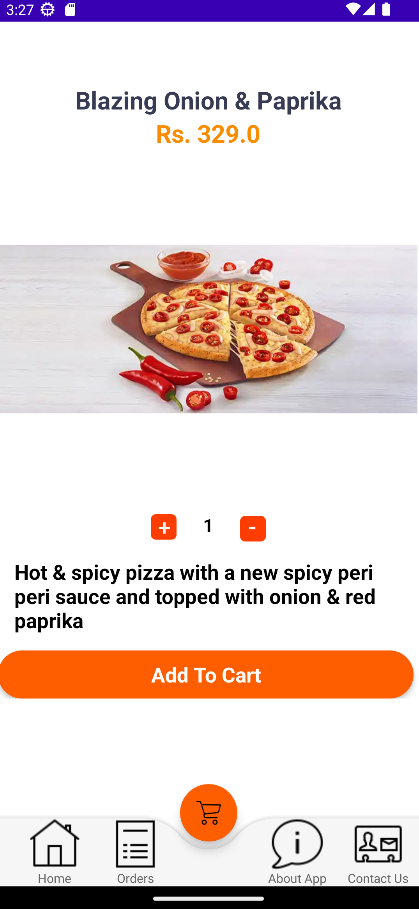 3:27
Blazing Onion & Paprika
Rs. 329.0
+ 1 -
Hot & spicy pizza with a new spicy peri
peri sauce and topped with onion & red
paprika
Add To Cart
Home Orders About App Contact Us